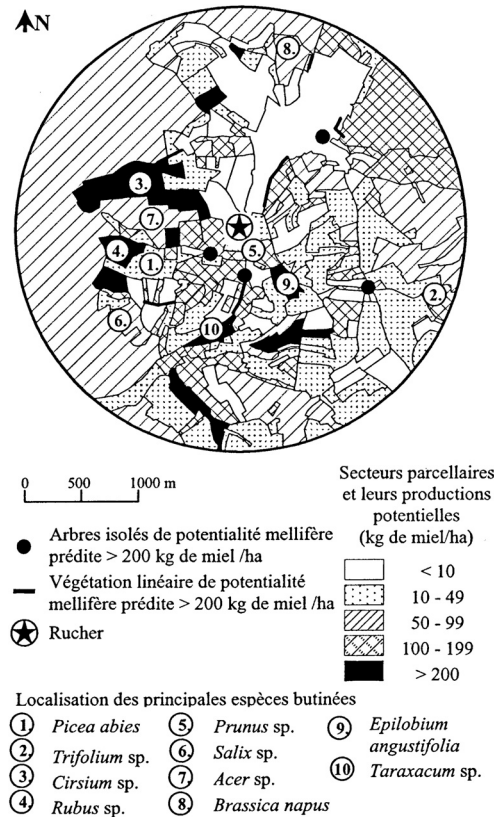 N
8.
3.
7.
4.
1.
5.
9.
2.
6.
10
0 500 1000 m
Arbres isolés de potentialité mellifère
prédite > 200 kg de miel /ha
Végétation linéaire de potentialité
mellifère prédite > 200 kg de miel /ha
Rucher
Secteurs parcellaires
et leurs productions
potentielles
(kg de miel/ha)
< 10
10 - 49
50 - 99
100 - 199
> 200
Localisation des principales espèces butinées
1. Picea abies
2. Trifolium sp.
3. Cirsium sp.
4. Rubus sp.
5. Prunus sp.
6. Salix sp.
7. Acer sp.
8. Brassica napus
9. Epilobium
angustifolia
10 Taraxacum sp.